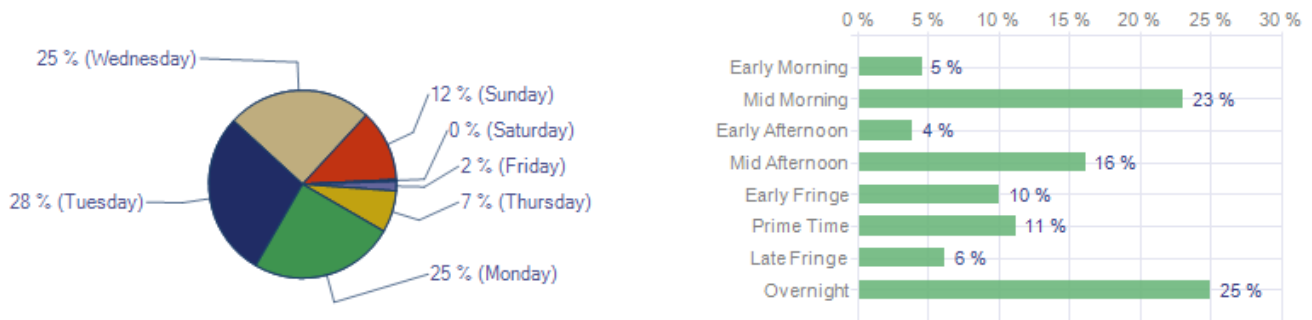 25 % (Wednesday)
12 % (Sunday)
0 % (Saturday)
2 % (Friday)
28 % (Tuesday)
7 % (Thursday)
25 % (Monday)
0 % 5 % 10 % 15 % 20 % 25 % 30 %
Early Morning 5 %
Mid Morning 23 %
Early Afternoon 4 %
Mid Afternoon 16 %
Early Fringe 10 %
Prime Time 11 %
Late Fringe 6 %
Overnight 25 %